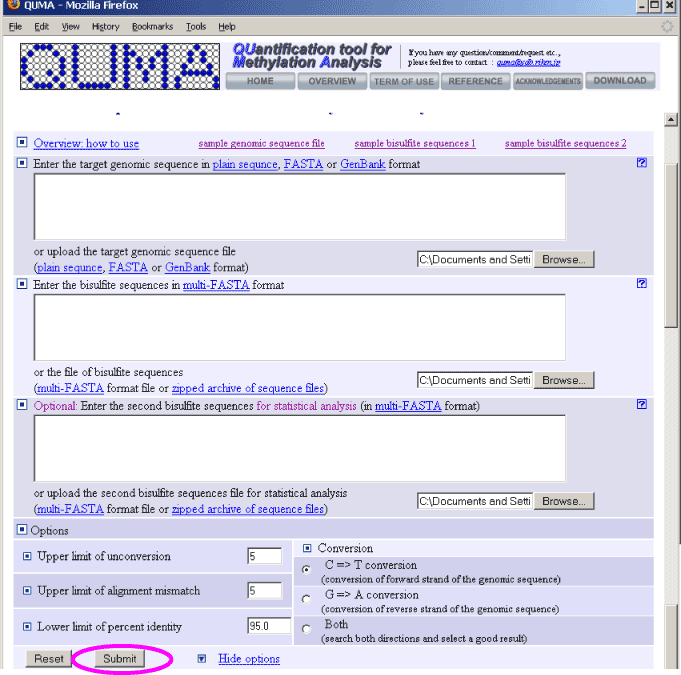 QUMA - Mozilla Firefox
File Edit View History Bookmarks Tools Help
QUMA
QUantification tool for
Methylation Analysis
If you have any question/comment/request etc.,
please feel free to contact : quma@cdb.riken.jp
HOME OVERVIEW TERM OF USE REFERENCE ACKNOWLEDGEMENTS DOWNLOAD
Overview: how to use sample genomic sequence file sample bisulfite sequences 1 sample bisulfite sequences 2
Enter the target genomic sequence in plain sequnce, FASTA or GenBank format ?
or upload the target genomic sequence file
(plain sequnce, FASTA or GenBank format) C:\Documents and Setti Browse...
Enter the bisulfite sequences in multi-FASTA format ?
or the file of bisulfite sequences
(multi-FASTA format file or zipped archive of sequence files) C:\Documents and Setti Browse...
Optional: Enter the second bisulfite sequences for statistical analysis (in multi-FASTA format) ?
or upload the second bisulfite sequences file for statistical analysis
(multi-FASTA format file or zipped archive of sequence files) C:\Documents and Setti Browse...
Options
Upper limit of unconversion 5
Upper limit of alignment mismatch 5
Lower limit of percent identity 95.0
Conversion
C => T conversion
(conversion of forward strand of the genomic sequence)
G => A conversion
(conversion of reverse strand of the genomic sequence)
Both
(search both directions and select a good result)
Reset Submit Hide options